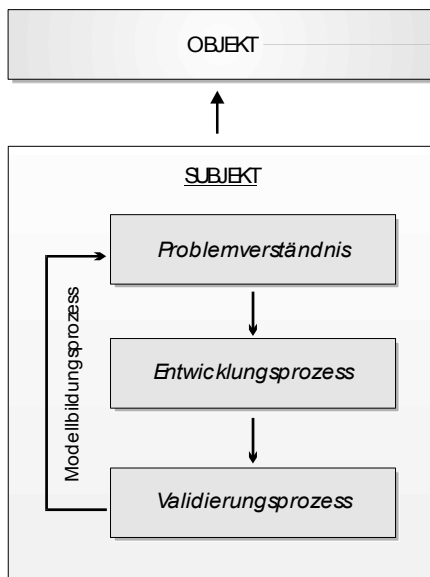 OBJEKT
SUBJEKT
Problemverständnis
Modellbildungsprozess
Entwicklungsprozess
Validierungsprozess